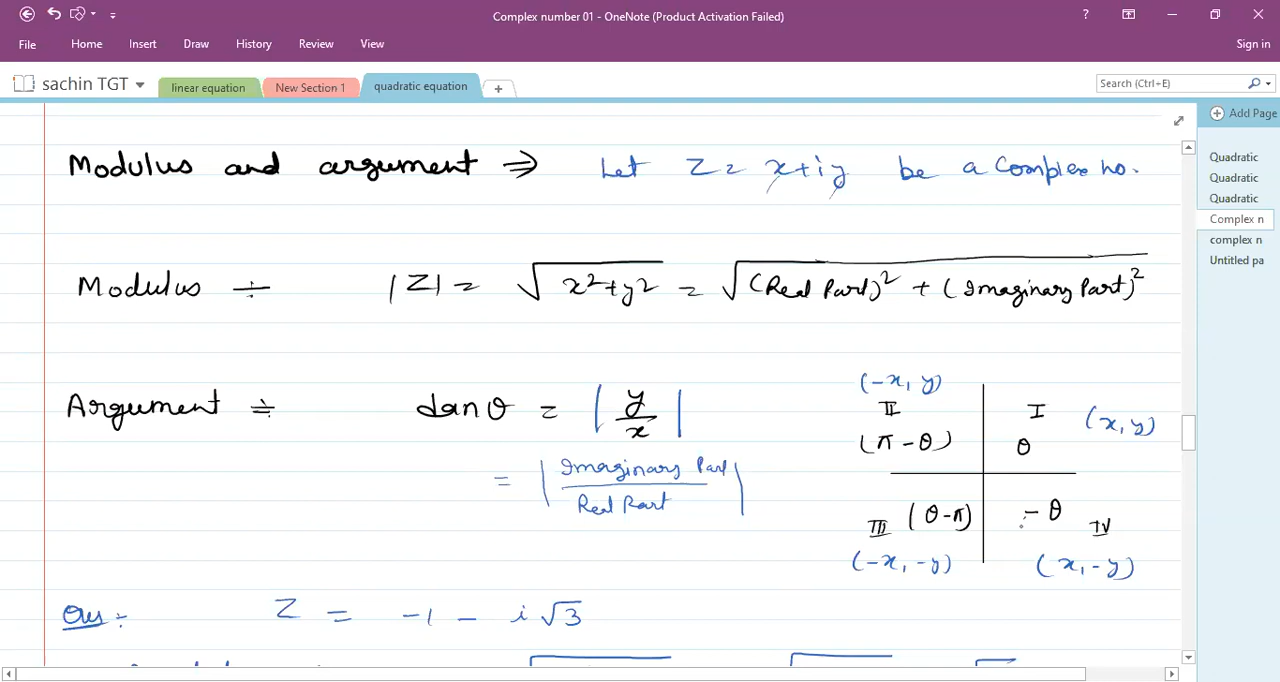 Complex number 01 - OneNote (Product Activation Failed)
?
File Home Insert Draw History Review View Sign in
sachin TGT linear equation New Section 1 quadratic equation + Search (Ctrl+E)
Add Page
Quadratic
Quadratic
Quadratic
Complex n
complex n
Untitled pa
Modulus and argument ⇒ Let Z = x+iy be a Complex no.
Modulus ÷ |Z| = √(x²+y²) = √((Real Part)² + (Imaginary Part)²)
Argument ÷ tanθ = |y/x|
= |Imaginary Part/Real Part|
(-x, y)
II I (x, y)
(π - θ) θ
III (θ-π) -θ IV
(-x, -y) (x, -y)
Ous ÷ Z = -1 - i√3